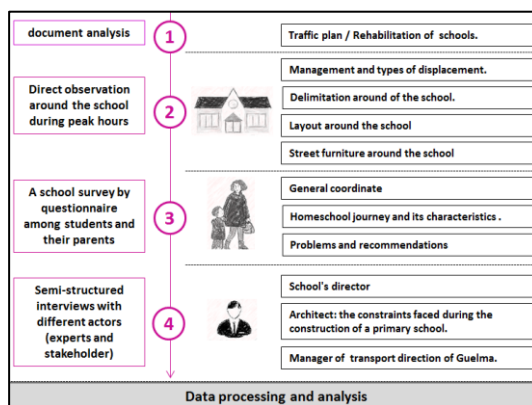 document analysis
1
Traffic plan / Rehabilitation of schools.
Direct observation
around the school
during peak hours
2
Management and types of displacement.
Delimitation around of the school.
Layout around the school
Street furniture around the school
A school survey by
questionnaire
among students and
their parents
3
General coordinate
Homeschool journey and its characteristics .
Problems and recommendations
Semi-structured
interviews with
different actors
(experts and
stakeholder)
4
School's director
Architect: the constraints faced during the
construction of a primary school.
Manager of transport direction of Guelma.
Data processing and analysis